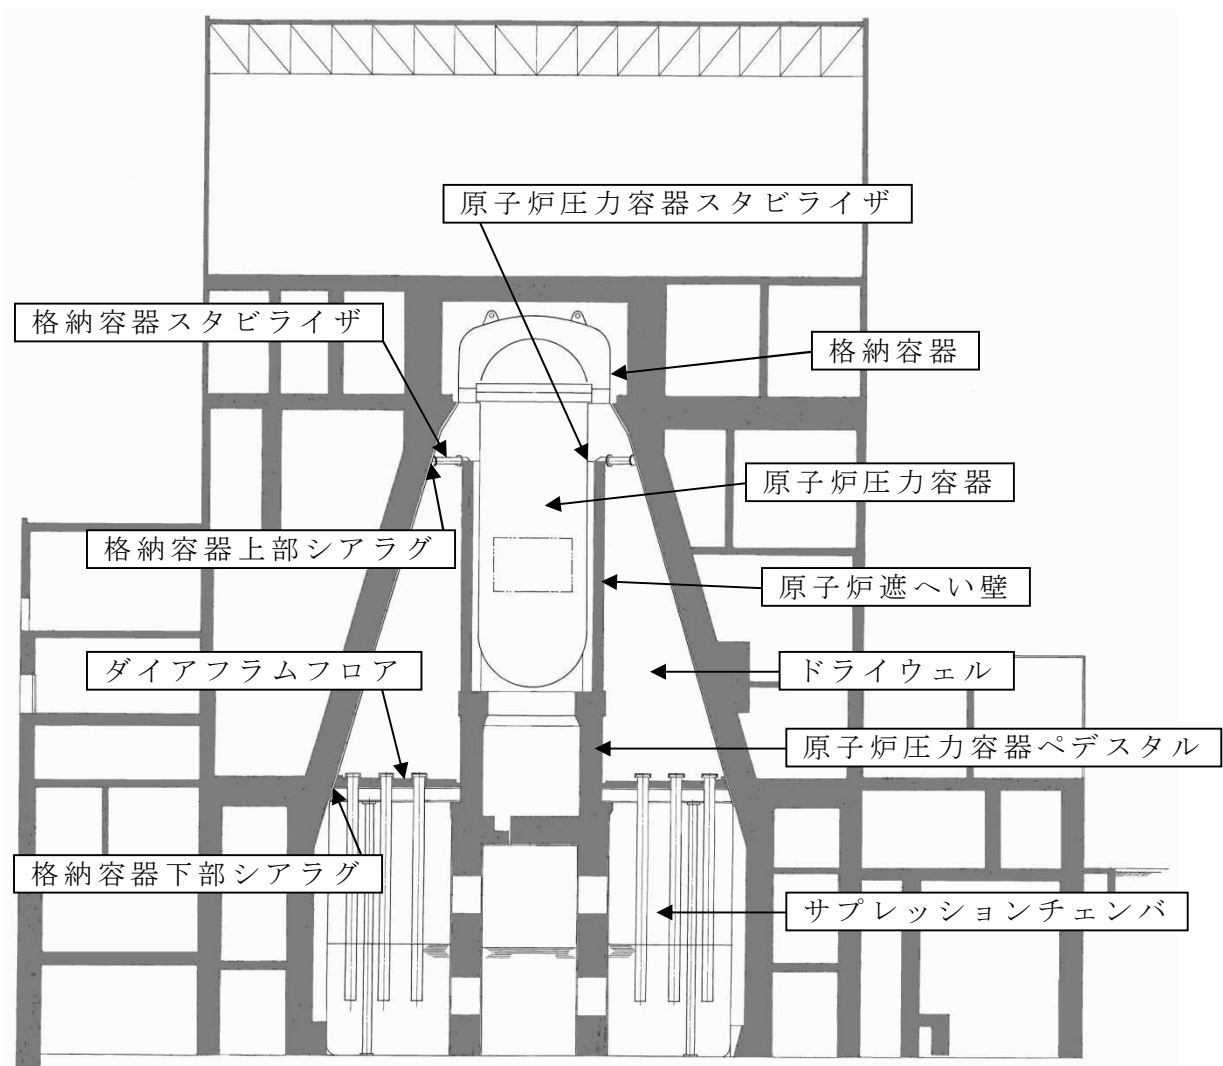 原子炉圧力容器スタビライザ
格納容器スタビライザ
格納容器
原子炉圧力容器
格納容器上部シアラグ
原子炉遮へい壁
ダイアフラムフロア
ドライウェル
原子炉圧力容器ペデスタル
格納容器下部シアラグ
サプレッションチェンバ